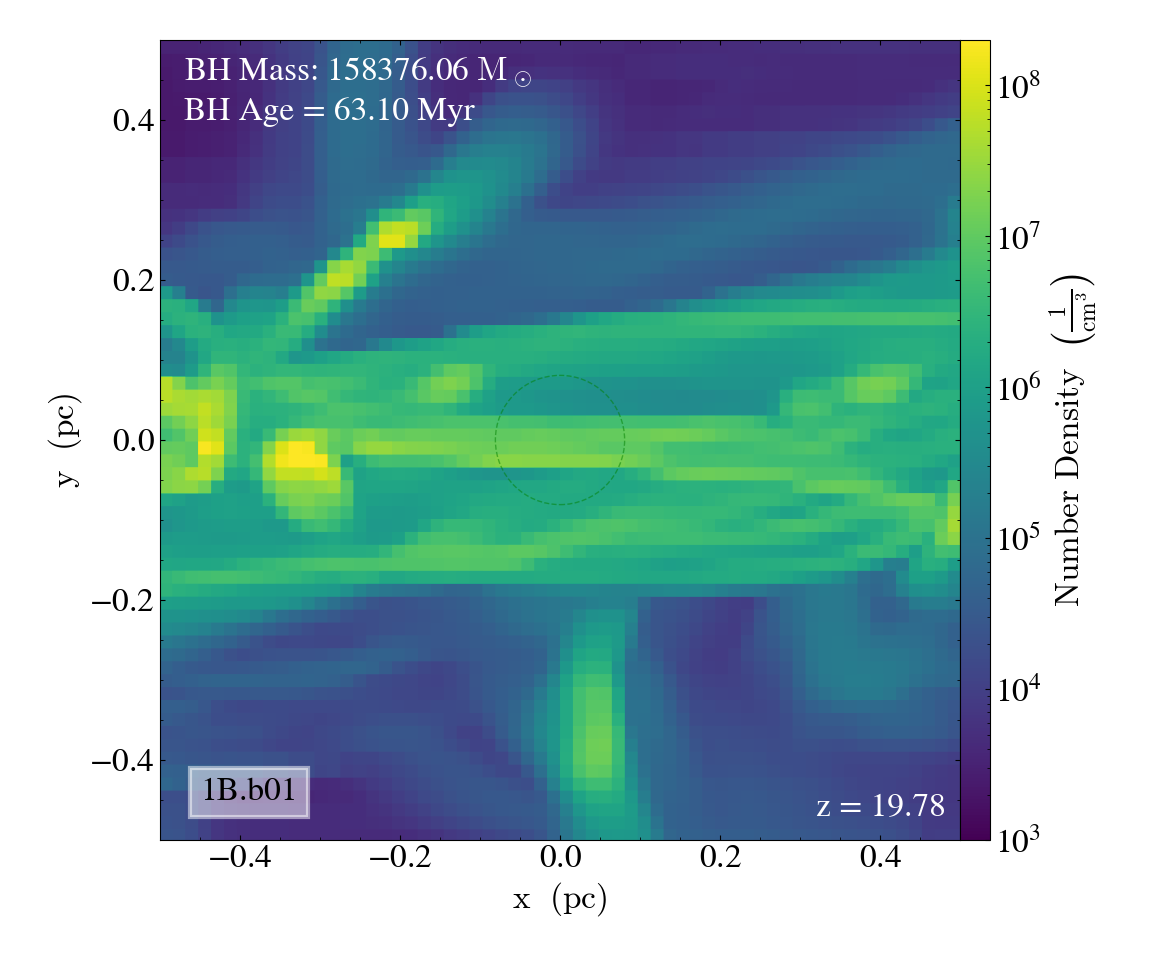 BH Mass: 158376.06 M⊙
BH Age = 63.10 Myr
0.4
0.2
0.0
−0.2
−0.4
y (pc)
1B.b01
z = 19.78
−0.4 −0.2 0.0 0.2 0.4
x (pc)
10⁸
10⁷
10⁶
10⁵
10⁴
10³
Number Density (1/cm³)